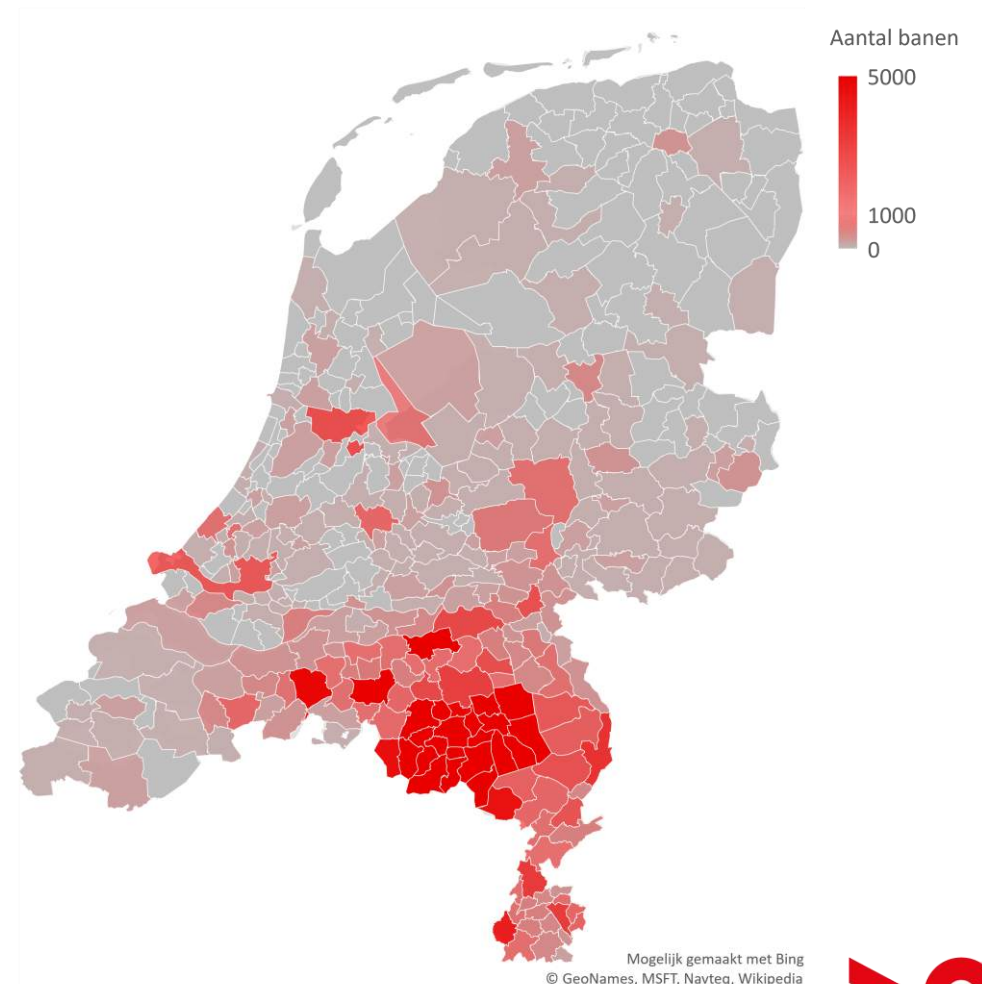 Aantal banen
5000
1000
0
Mogelijk gemaakt met Bing
© GeoNames, MSFT, Navteq, Wikipedia